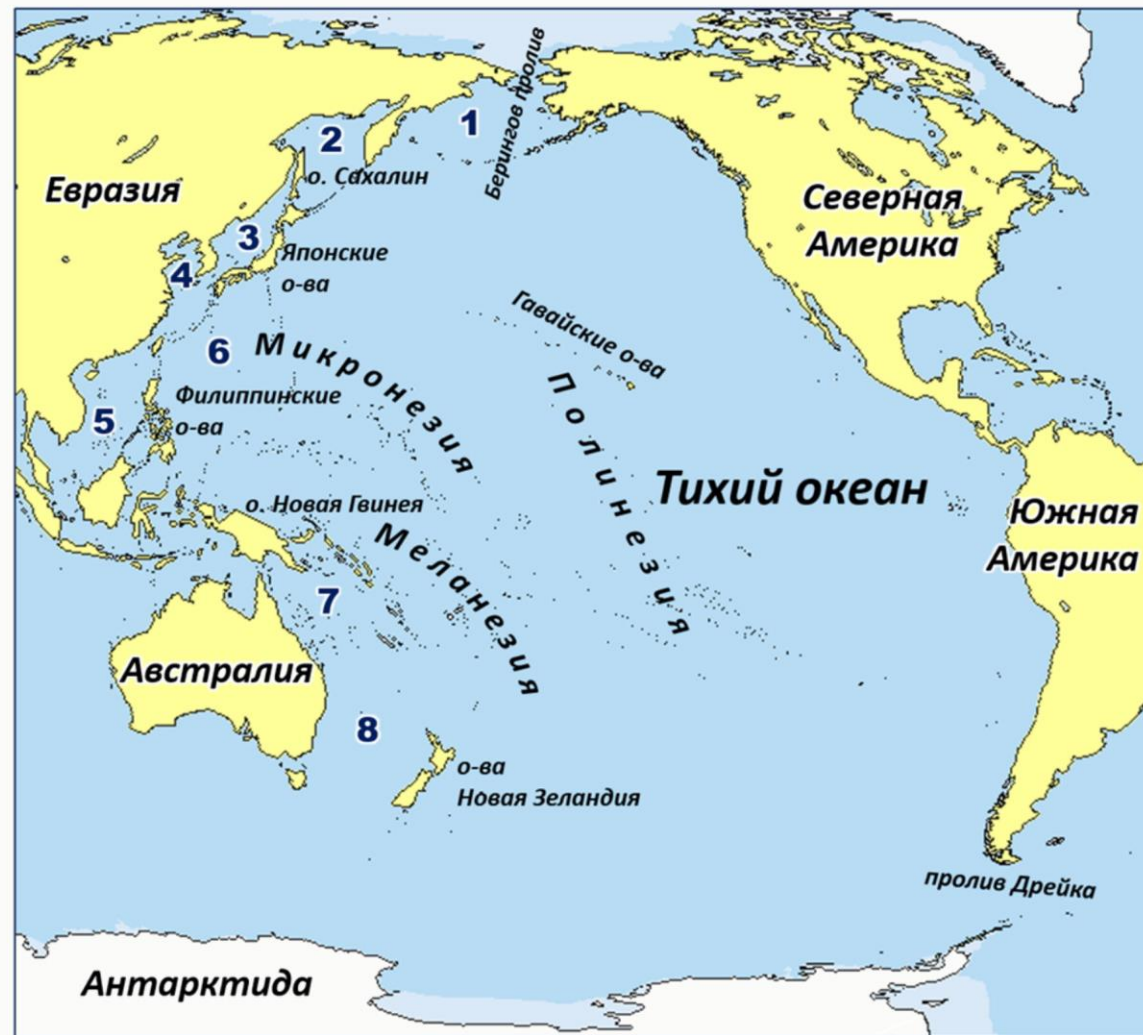 Берингов пролив
1
2
о. Сахалин
Евразия
Северная
Америка
3
4
Японские
о-ва
Гавайские о-ва
6
Микронезия
Полинезия
Филиппинские
о-ва
5
Тихий океан
о. Новая Гвинея
Меланезия
Южная
Америка
7
Австралия
8
о-ва
Новая Зеландия
пролив Дрейка
Антарктида